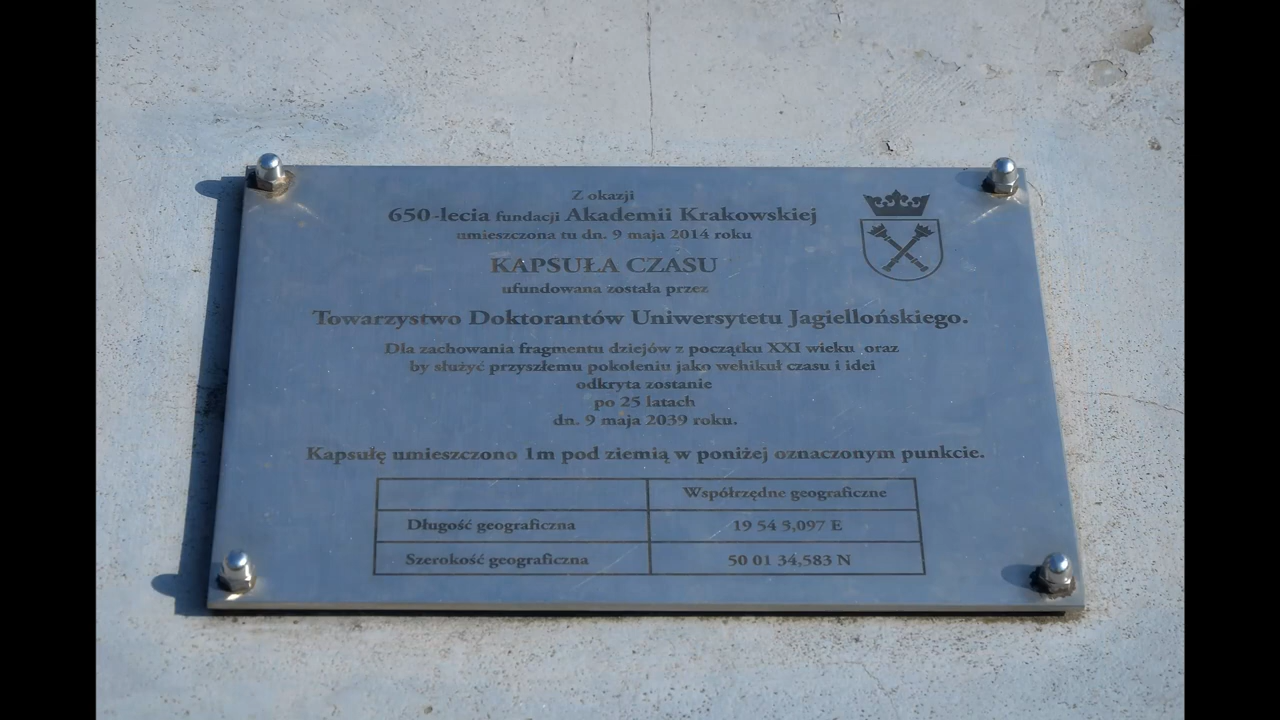 Z okazji
650-lecia fundacji Akademii Krakowskiej
umieszczona tu dn. 9 maja 2014 roku
KAPSUŁA CZASU
ufundowana została przez
Towarzystwo Doktorantów Uniwersytetu Jagiellońskiego.
Dla zachowania fragmentu dziejów z początku XXI wieku oraz
by służyć przyszłemu pokoleniu jako wehikuł czasu i idei
odkryta zostanie
po 25 latach
dn. 9 maja 2039 roku.
Kapsułę umieszczono 1m pod ziemią w poniżej oznaczonym punkcie.
Współrzędne geograficzne
Długość geograficzna 19 54 3,097 E
Szerokość geograficzna 50 01 34,583 N